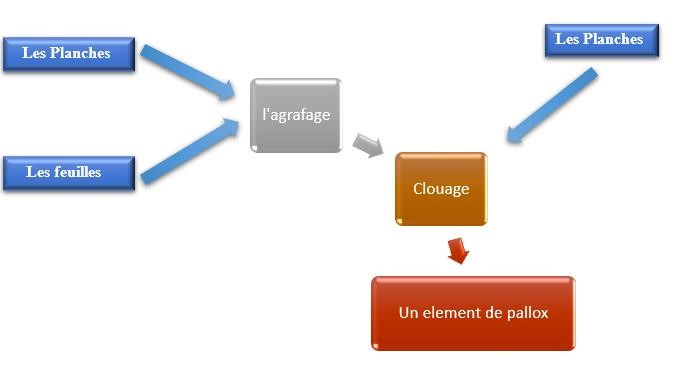 Les Planches
Les Planches
l'agrafage
Les feuilles
Clouage
Un element de pallox